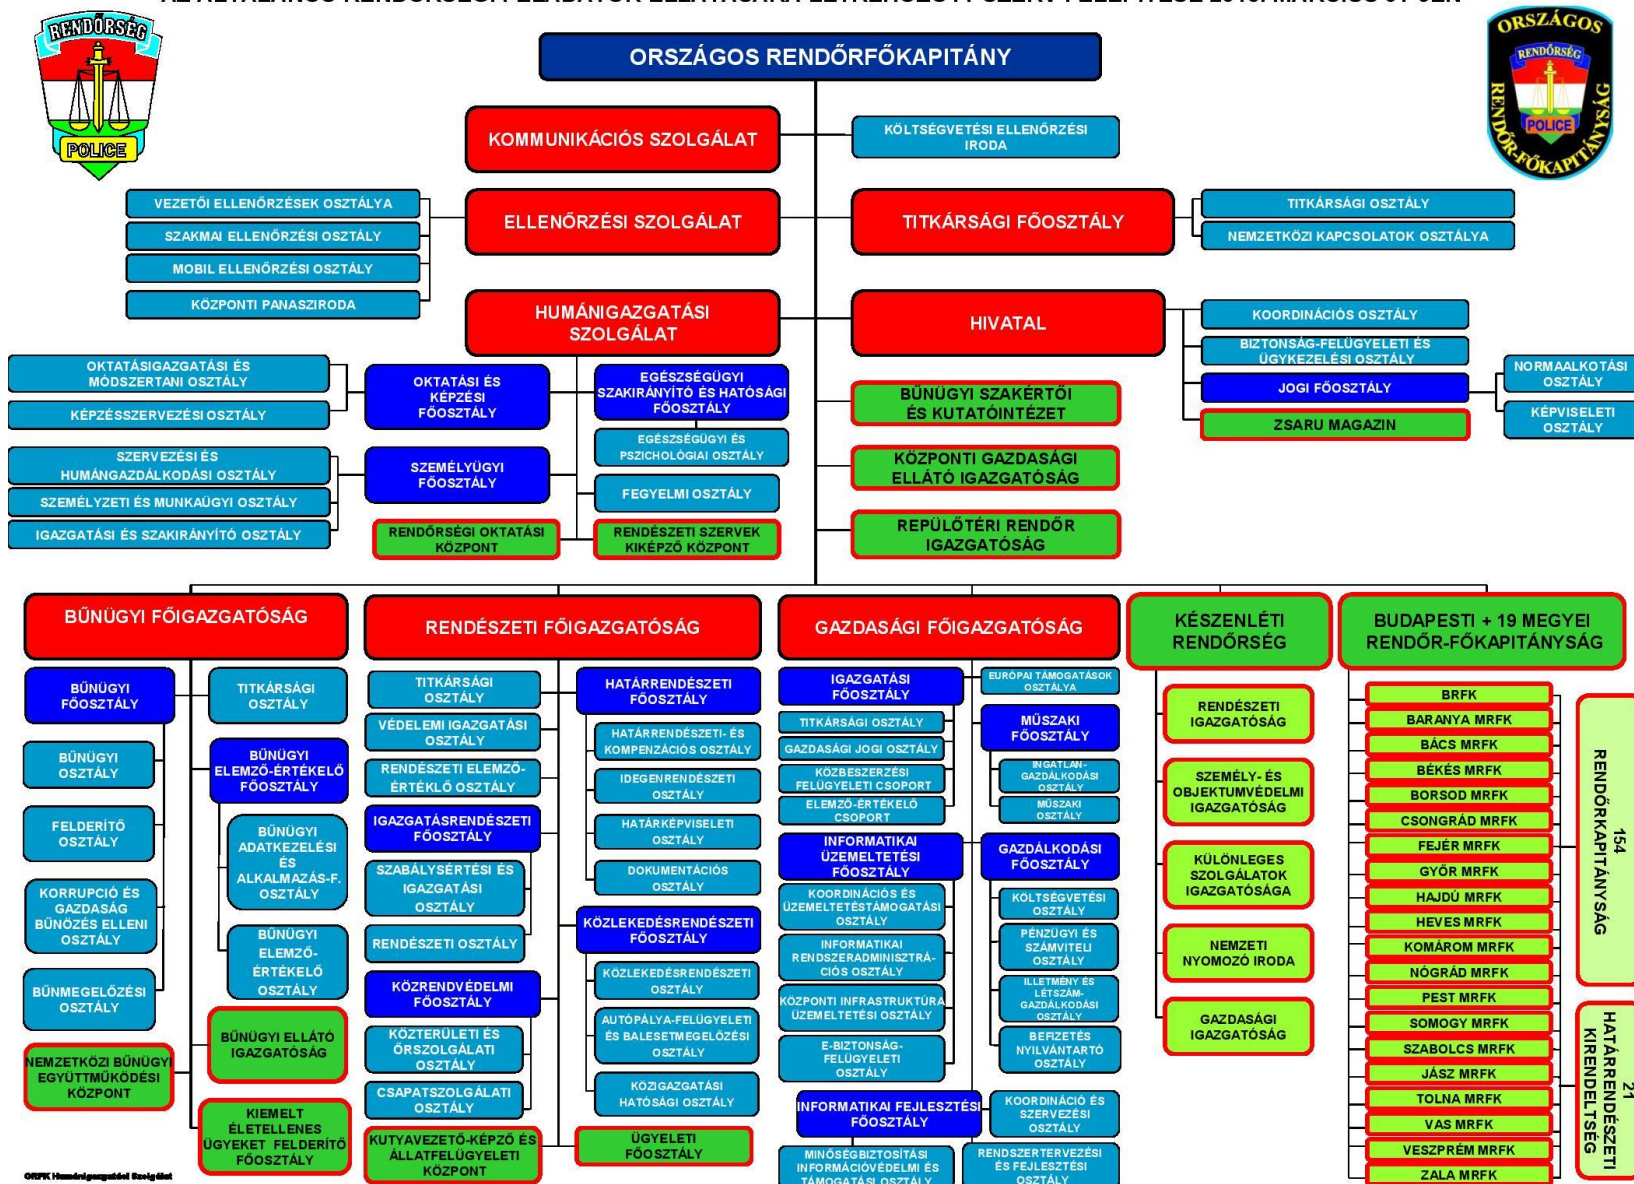 RENDŐRSÉG
POLICE
ORSZÁGOS RENDŐRFŐKAPITÁNY
ORSZÁGOS
RENDŐRSÉG
POLICE
RENDŐR-FŐKAPITÁNYSÁG
KOMMUNIKÁCIÓS SZOLGÁLAT
KÖLTSÉGVETÉSI ELLENŐRZÉSI
IRODA
VEZETŐI ELLENŐRZÉSEK OSZTÁLYA
SZAKMAI ELLENŐRZÉSI OSZTÁLY
MOBIL ELLENŐRZÉSI OSZTÁLY
KÖZPONTI PANASZIRODA
ELLENŐRZÉSI SZOLGÁLAT
TITKÁRSÁGI FŐOSZTÁLY
TITKÁRSÁGI OSZTÁLY
NEMZETKÖZI KAPCSOLATOK OSZTÁLYA
HUMÁNIGAZGATÁSI
SZOLGÁLAT
HIVATAL
KOORDINÁCIÓS OSZTÁLY
BIZTONSÁG-FELÜGYELETI ÉS
ÜGYKEZELÉSI OSZTÁLY
JOGI FŐOSZTÁLY
ZSARU MAGAZIN
NORMAALKOTÁSI
OSZTÁLY
KÉPVISELETI
OSZTÁLY
OKTATÁSIGAZGATÁSI ÉS
MÓDSZERTANI OSZTÁLY
KÉPZÉSSZERVEZÉSI OSZTÁLY
OKTATÁSI ÉS
KÉPZÉSI
FŐOSZTÁLY
EGÉSZSÉGÜGYI
SZAKIRÁNYÍTÓ ÉS HATÓSÁGI
FŐOSZTÁLY
EGÉSZSÉGÜGYI ÉS
PSZICHOLÓGIAI OSZTÁLY
BŰNÜGYI SZAKÉRTŐI
ÉS KUTATÓINTÉZET
SZERVEZÉSI ÉS
HUMÁNGAZDÁLKODÁSI OSZTÁLY
SZEMÉLYZETI ÉS MUNKAÜGYI OSZTÁLY
IGAZGATÁSI ÉS SZAKIRÁNYÍTÓ OSZTÁLY
SZEMÉLYÜGYI
FŐOSZTÁLY
FEGYELMI OSZTÁLY
KÖZPONTI GAZDASÁGI
ELLÁTÓ IGAZGATÓSÁG
RENDŐRSÉGI OKTATÁSI
KÖZPONT
RENDÉSZETI SZERVEK
KIKÉPZŐ KÖZPONT
REPÜLŐTÉRI RENDŐR
IGAZGATÓSÁG
BŰNÜGYI FŐIGAZGATÓSÁG
BŰNÜGYI
FŐOSZTÁLY
BŰNÜGYI
OSZTÁLY
FELDERÍTŐ
OSZTÁLY
KORRUPCIÓ ÉS
GAZDASÁG
BŰNÖZÉS ELLENI
OSZTÁLY
BŰNMEGELŐZÉSI
OSZTÁLY
NEMZETKÖZI BŰNÜGYI
EGYÜTTMŰKÖDÉSI
KÖZPONT
TITKÁRSÁGI
OSZTÁLY
BŰNÜGYI
ELEMZŐ-ÉRTÉKELŐ
FŐOSZTÁLY
BŰNÜGYI
ADATKEZELÉSI
ÉS
ALKALMAZÁS-F.
OSZTÁLY
BŰNÜGYI
ELEMZŐ-
ÉRTÉKELŐ
OSZTÁLY
BŰNÜGYI ELLÁTÓ
IGAZGATÓSÁG
KIEMELT
ÉLETELLENES
ÜGYEKET FELDERÍTŐ
FŐOSZTÁLY
RENDÉSZETI FŐIGAZGATÓSÁG
TITKÁRSÁGI
OSZTÁLY
VÉDELEMI IGAZGATÁSI
OSZTÁLY
RENDÉSZETI ELEMZŐ-
ÉRTÉKLŐ OSZTÁLY
IGAZGATÁSRENDÉSZETI
FŐOSZTÁLY
SZABÁLYSÉRTÉSI ÉS
IGAZGATÁSI
OSZTÁLY
RENDÉSZETI OSZTÁLY
KÖZRENDVÉDELMI
FŐOSZTÁLY
KÖZTERÜLETI ÉS
ŐRSZOLGÁLATI
OSZTÁLY
CSAPATSZOLGÁLATI
OSZTÁLY
KUTYAVEZETŐ-KÉPZŐ ÉS
ÁLLATFELÜGYELETI
KÖZPONT
HATÁRRENDÉSZETI
FŐOSZTÁLY
HATÁRRENDÉSZETI- ÉS
KOMPENZÁCIÓS OSZTÁLY
IDEGENRENDÉSZETI
OSZTÁLY
HATÁRKÉPVISELETI
OSZTÁLY
DOKUMENTÁCIÓS
OSZTÁLY
KÖZLEKEDÉSRENDÉSZETI
FŐOSZTÁLY
KÖZLEKEDÉSRENDÉSZETI
OSZTÁLY
AUTÓPÁLYA-FELÜGYELETI
ÉS BALESETMEGELŐZÉSI
OSZTÁLY
KÖZIGAZGATÁSI
HATÓSÁGI OSZTÁLY
ÜGYELETI
FŐOSZTÁLY
GAZDASÁGI FŐIGAZGATÓSÁG
IGAZGATÁSI
FŐOSZTÁLY
TITKÁRSÁGI OSZTÁLY
GAZDASÁGI JOGI OSZTÁLY
KÖZBESZERZÉSI
FELÜGYELETI CSOPORT
ELEMZŐ-ÉRTÉKELŐ
CSOPORT
INFORMATIKAI
ÜZEMELTETÉSI
FŐOSZTÁLY
KOORDINÁCIÓS ÉS
ÜZEMELTETÉSTÁMOGATÁSI
OSZTÁLY
INFORMATIKAI
RENDSZERADMINISZTRÁ-
CIÓS OSZTÁLY
KÖZPONTI INFRASTRUKTÚRA
ÜZEMELTETÉSI OSZTÁLY
E-BIZTONSÁG-
FELÜGYELETI
OSZTÁLY
INFORMATIKAI FEJLESZTÉSI
FŐOSZTÁLY
MINŐSÉGBIZTOSÍTÁSI
INFORMÁCIÓVÉDELMI ÉS
TÁMOGATÁSI OSZTÁLY
EURÓPAI TÁMOGATÁSOK
OSZTÁLYA
MŰSZAKI
FŐOSZTÁLY
INGATLAN-
GAZDÁLKODÁSI
OSZTÁLY
MŰSZAKI
OSZTÁLY
GAZDÁLKODÁSI
FŐOSZTÁLY
KÖLTSÉGVETÉSI
OSZTÁLY
PÉNZÜGYI ÉS
SZÁMVITELI
OSZTÁLY
ILLETMÉNY ÉS
LÉTSZÁM-
GAZDÁLKODÁSI
OSZTÁLY
BEFIZETÉS
NYILVÁNTARTÓ
OSZTÁLY
KOORDINÁCIÓ ÉS
SZERVEZÉSI
OSZTÁLY
RENDSZERTERVEZÉSI
ÉS FEJLESZTÉSI
OSZTÁLY
KÉSZENLÉTI
RENDŐRSÉG
RENDÉSZETI
IGAZGATÓSÁG
SZEMÉLY- ÉS
OBJEKTUMVÉDELMI
IGAZGATÓSÁG
KÜLÖNLEGES
SZOLGÁLATOK
IGAZGATÓSÁGA
NEMZETI
NYOMOZÓ IRODA
GAZDASÁGI
IGAZGATÓSÁG
BUDAPESTI + 19 MEGYEI
RENDŐR-FŐKAPITÁNYSÁG
BRFK
BARANYA MRFK
BÁCS MRFK
BÉKÉS MRFK
BORSOD MRFK
CSONGRÁD MRFK
FEJÉR MRFK
GYŐR MRFK
HAJDÚ MRFK
HEVES MRFK
KOMÁROM MRFK
NÓGRÁD MRFK
PEST MRFK
SOMOGY MRFK
SZABOLCS MRFK
JÁSZ MRFK
TOLNA MRFK
VAS MRFK
VESZPRÉM MRFK
ZALA MRFK
154
RENDŐRKAPITÁNYSÁG
21
HATÁRRENDÉSZETI
KIRENDELTSÉG
ORFK Humánigazgatási Szolgálat